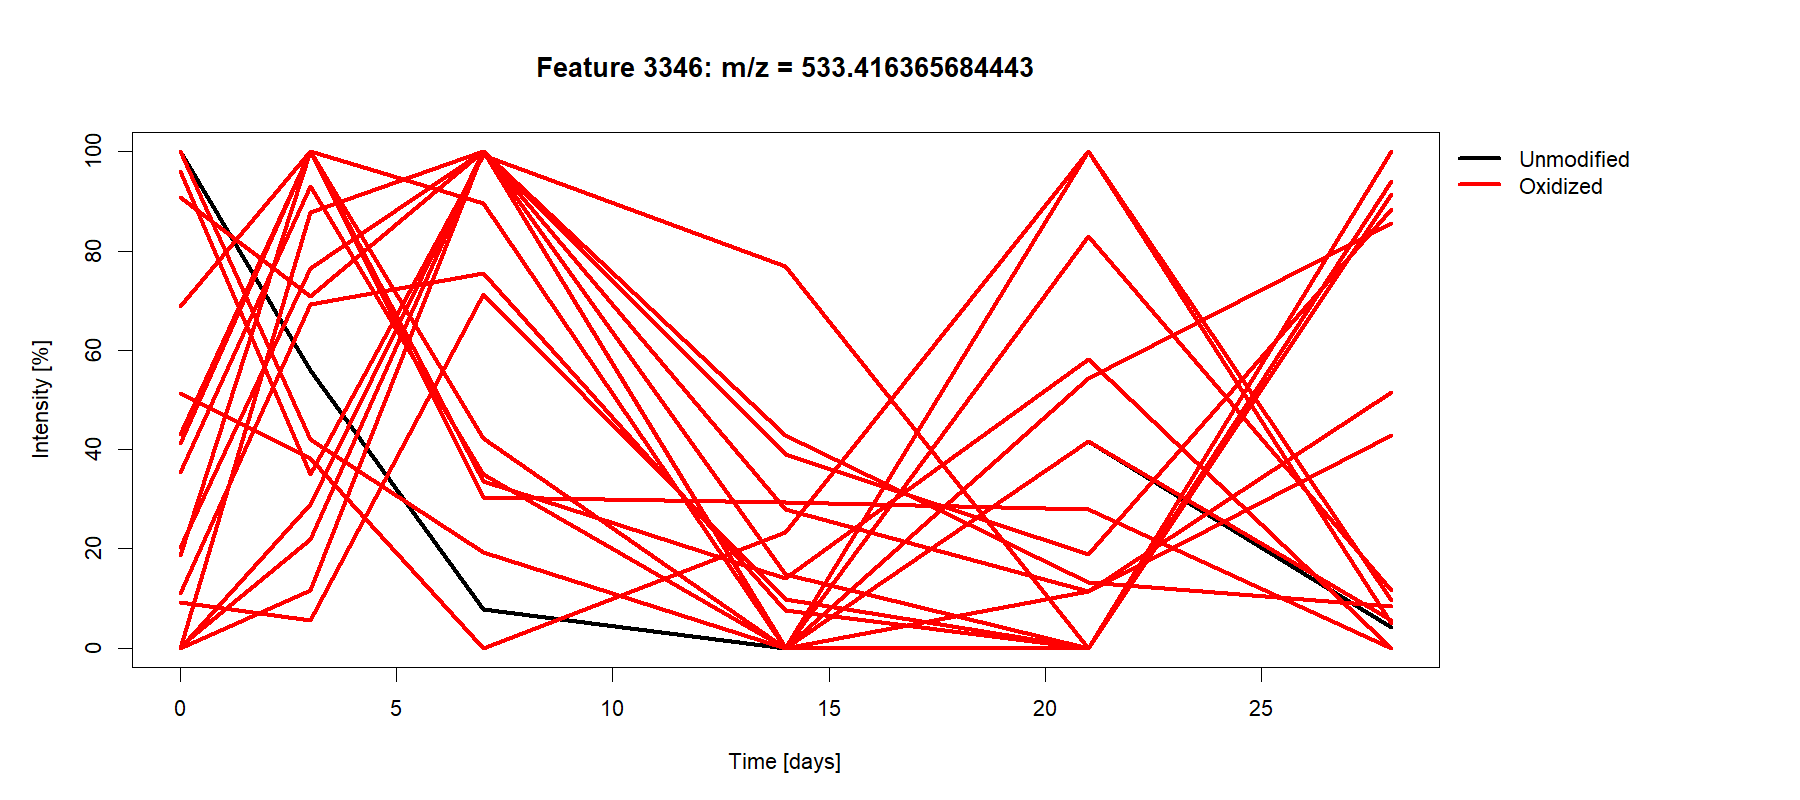 Feature 3346: m/z = 533.416365684443
Unmodified
Oxidized
Intensity [%]
100
80
60
40
20
0
0 5 10 15 20 25
Time [days]